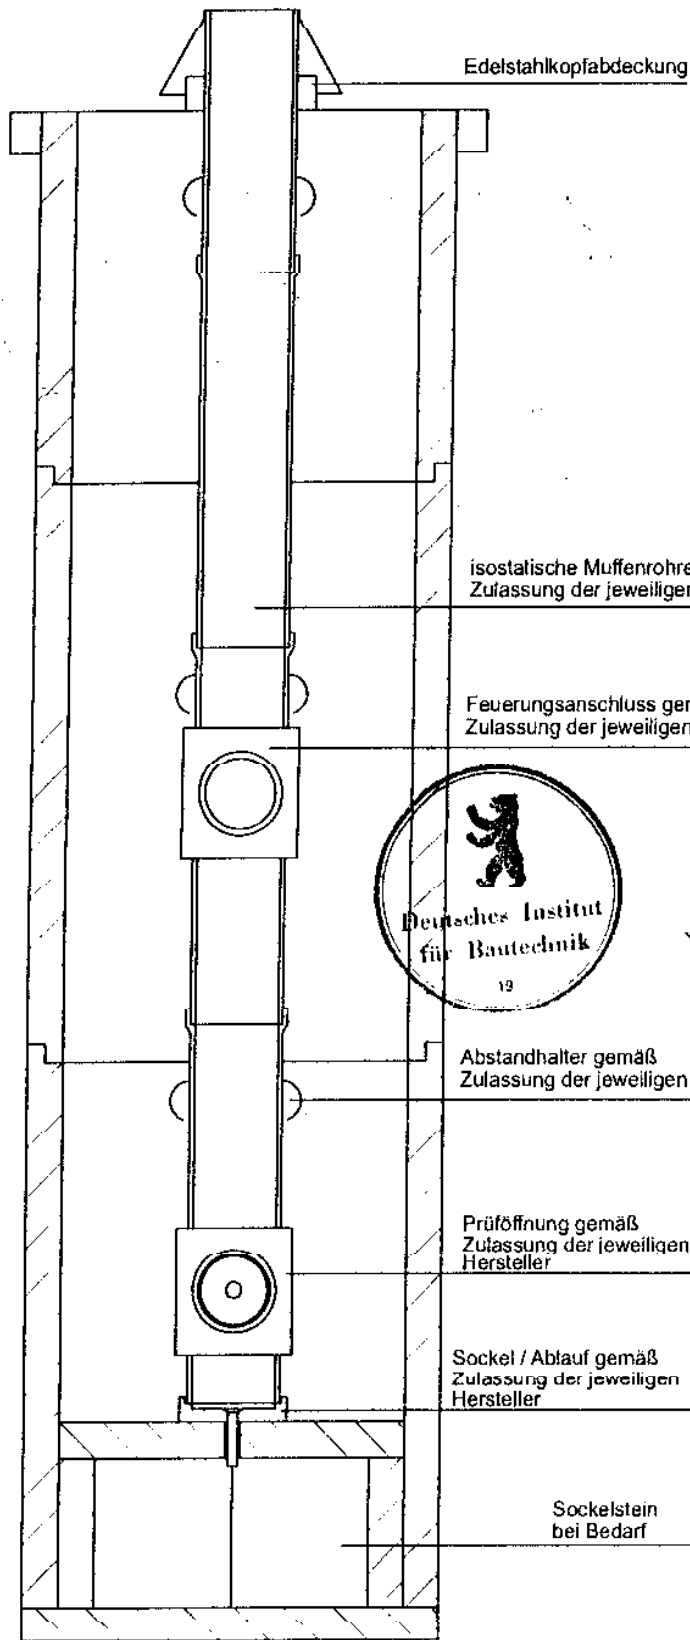 Edelstahlkopfabdeckung
isostatische Muffenrohre
Zulassung der jeweiligen
Feuerungsanschluss gem
Zulassung der jeweiligen
Deutsches Institut
für Bautechnik
19
Abstandhalter gemäß
Zulassung der jeweiligen
Prüföffnung gemäß
Zulassung der jeweiligen
Hersteller
Sockel / Ablauf gemäß
Zulassung der jeweiligen
Hersteller
Sockelstein
bei Bedarf